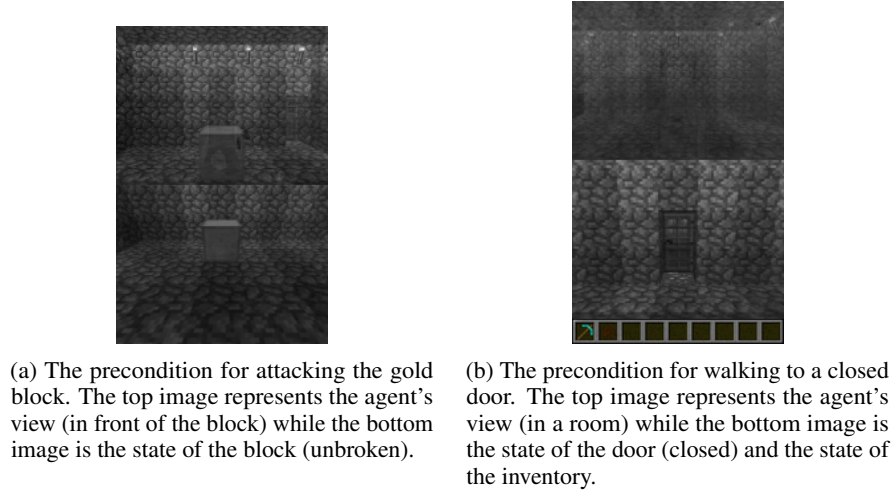 (a) The precondition for attacking the gold
block. The top image represents the agent's
view (in front of the block) while the bottom
image is the state of the block (unbroken).
(b) The precondition for walking to a closed
door. The top image represents the agent's
view (in a room) while the bottom image is
the state of the door (closed) and the state of
the inventory.